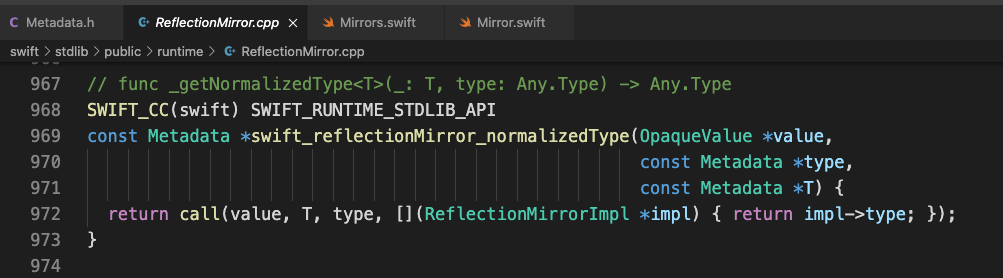 Metadata.h
ReflectionMirror.cpp
Mirrors.swift
Mirror.swift
swift > stdlib > public > runtime > ReflectionMirror.cpp
967 // func _getNormalizedType<T>(_: T, type: Any.Type) -> Any.Type
968 SWIFT_CC(swift) SWIFT_RUNTIME_STDLIB_API
969 const Metadata *swift_reflectionMirror_normalizedType(OpaqueValue *value,
970 const Metadata *type,
971 const Metadata *T) {
972 return call(value, T, type, [](ReflectionMirrorImpl *impl) { return impl->type; });
973 }
974